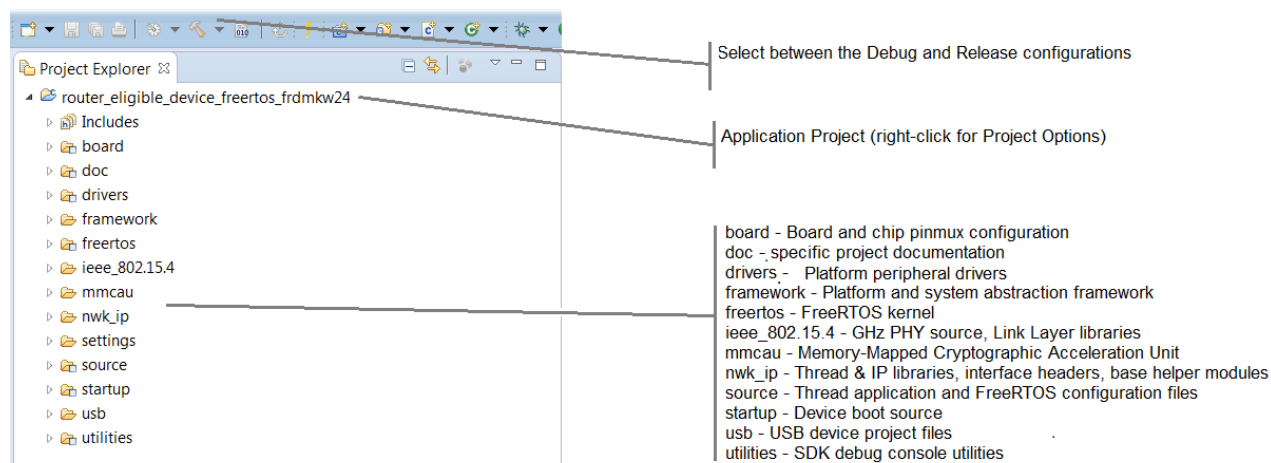 010
Select between the Debug and Release configurations
Project Explorer
router_eligible_device_freertos_frdmkw24
Includes
board
doc
drivers
framework
freertos
ieee_802.15.4
mmcau
nwk_ip
settings
source
startup
usb
utilities
Application Project (right-click for Project Options)
board - Board and chip pinmux configuration
doc - specific project documentation
drivers - Platform peripheral drivers
framework - Platform and system abstraction framework
freertos - FreeRTOS kernel
ieee_802.15.4 - GHz PHY source, Link Layer libraries
mmcau - Memory-Mapped Cryptographic Acceleration Unit
nwk_ip - Thread & IP libraries, interface headers, base helper modules
source - Thread application and FreeRTOS configuration files
startup - Device boot source
usb - USB device project files
utilities - SDK debug console utilities